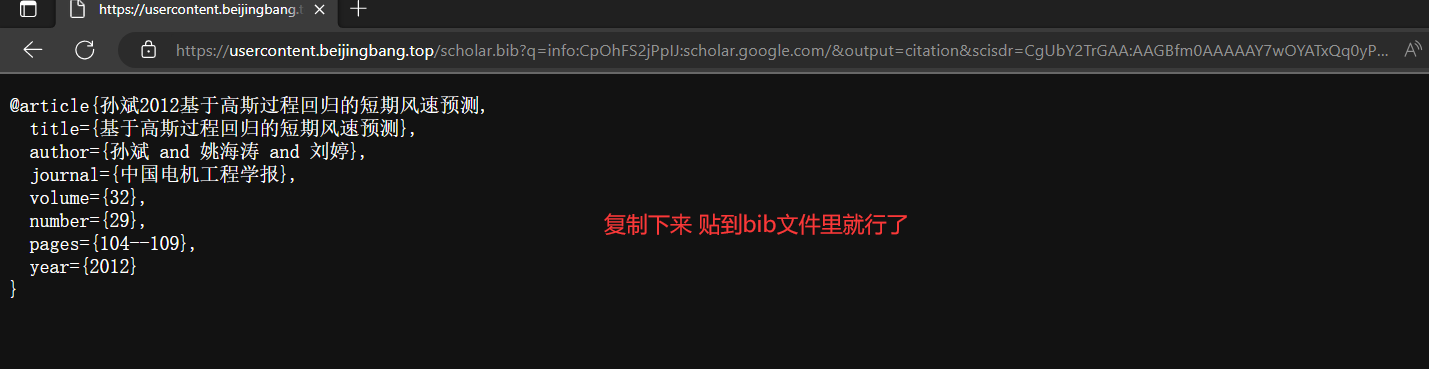 https://usercontent.beijingbang.t
https://usercontent.beijingbang.top/scholar.bib?q=info:CpOhFS2jPpIJ:scholar.google.com/&output=citation&scisdr=CgUbY2TrGAA:AAGBfm0AAAAAY7wOYATxQq0yP...
@article{孙斌2012基于高斯过程回归的短期风速预测,
title={基于高斯过程回归的短期风速预测},
author={孙斌 and 姚海涛 and 刘婷},
journal={中国电机工程学报},
volume={32},
number={29},
复制下来 贴到bib文件里就行了
pages={104--109},
year={2012}
}